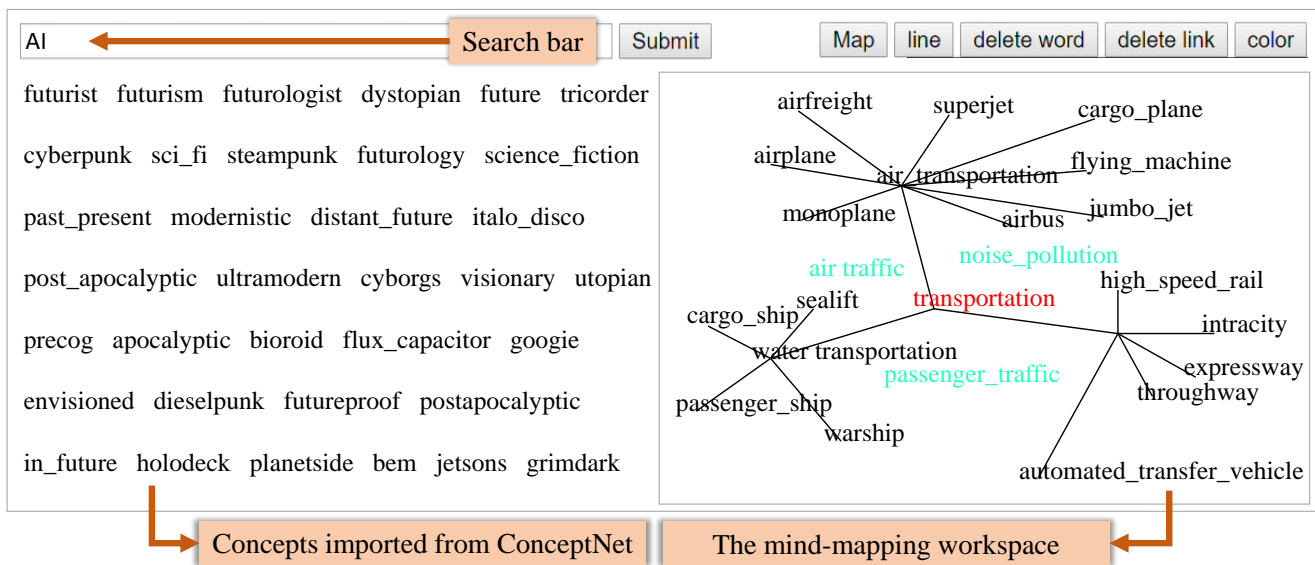 AI
Search bar
Submit
Map
line
delete word
delete link
color
futurist futurism futurologist dystopian future tricorder
cyberpunk sci_fi steampunk futurology science_fiction
past_present modernistic distant_future italo_disco
post_apocalyptic ultramodern cyborgs visionary utopian
precog apocalyptic bioroid flux_capacitor googie
envisioned dieselpunk futureproof postapocalyptic
in_future holodeck planetside bem jetsons grimdark
airfreight
superjet
cargo_plane
airplane
flying_machine
air_transportation
monoplane
airbus
jumbo_jet
air traffic
noise_pollution
high_speed_rail
sealift
transportation
cargo_ship
intracity
water transportation
passenger_traffic
expressway
throughway
passenger_ship
warship
automated_transfer_vehicle
Concepts imported from ConceptNet
The mind-mapping workspace